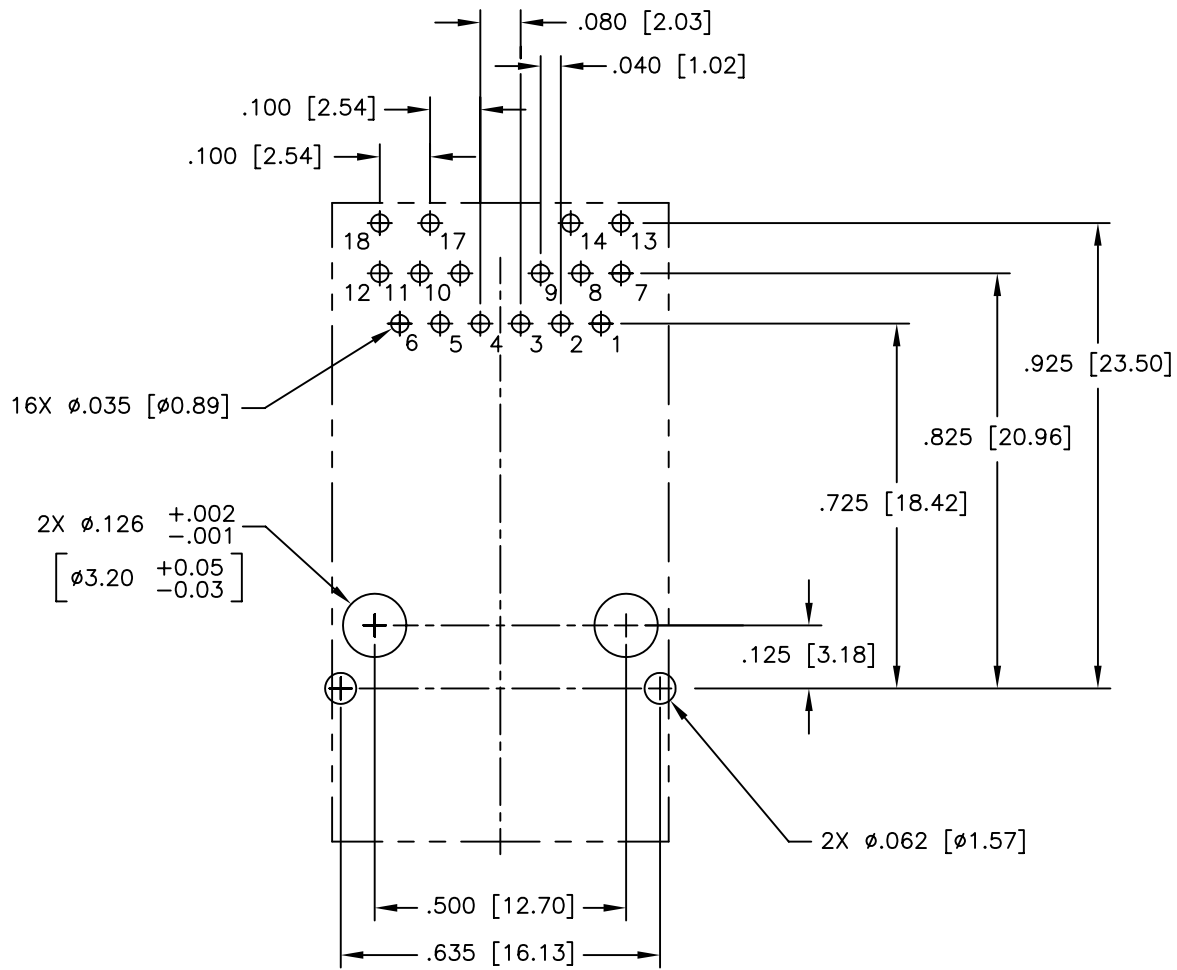 .080 [2.03]
.040 [1.02]
.100 [2.54]
.100 [2.54]
18 17 14 13
12 11 10 9 8 7
6 5 4 3 2 1
.925 [23.50]
16X ø.035 [ø0.89]
.825 [20.96]
.725 [18.42]
2X ø.126 +.002
-.001
[ø3.20 +0.05
-0.03]
.125 [3.18]
2X ø.062 [ø1.57]
.500 [12.70]
.635 [16.13]